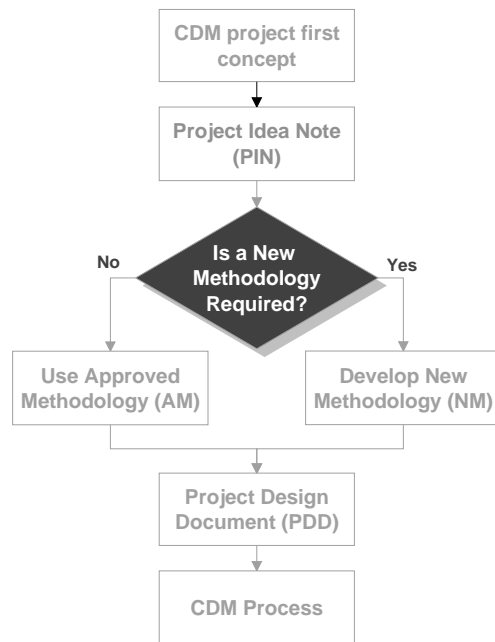 CDM project first
concept
Project Idea Note
(PIN)
Is a New
Methodology
Required?
No
Yes
Use Approved
Methodology (AM)
Develop New
Methodology (NM)
Project Design
Document (PDD)
CDM Process